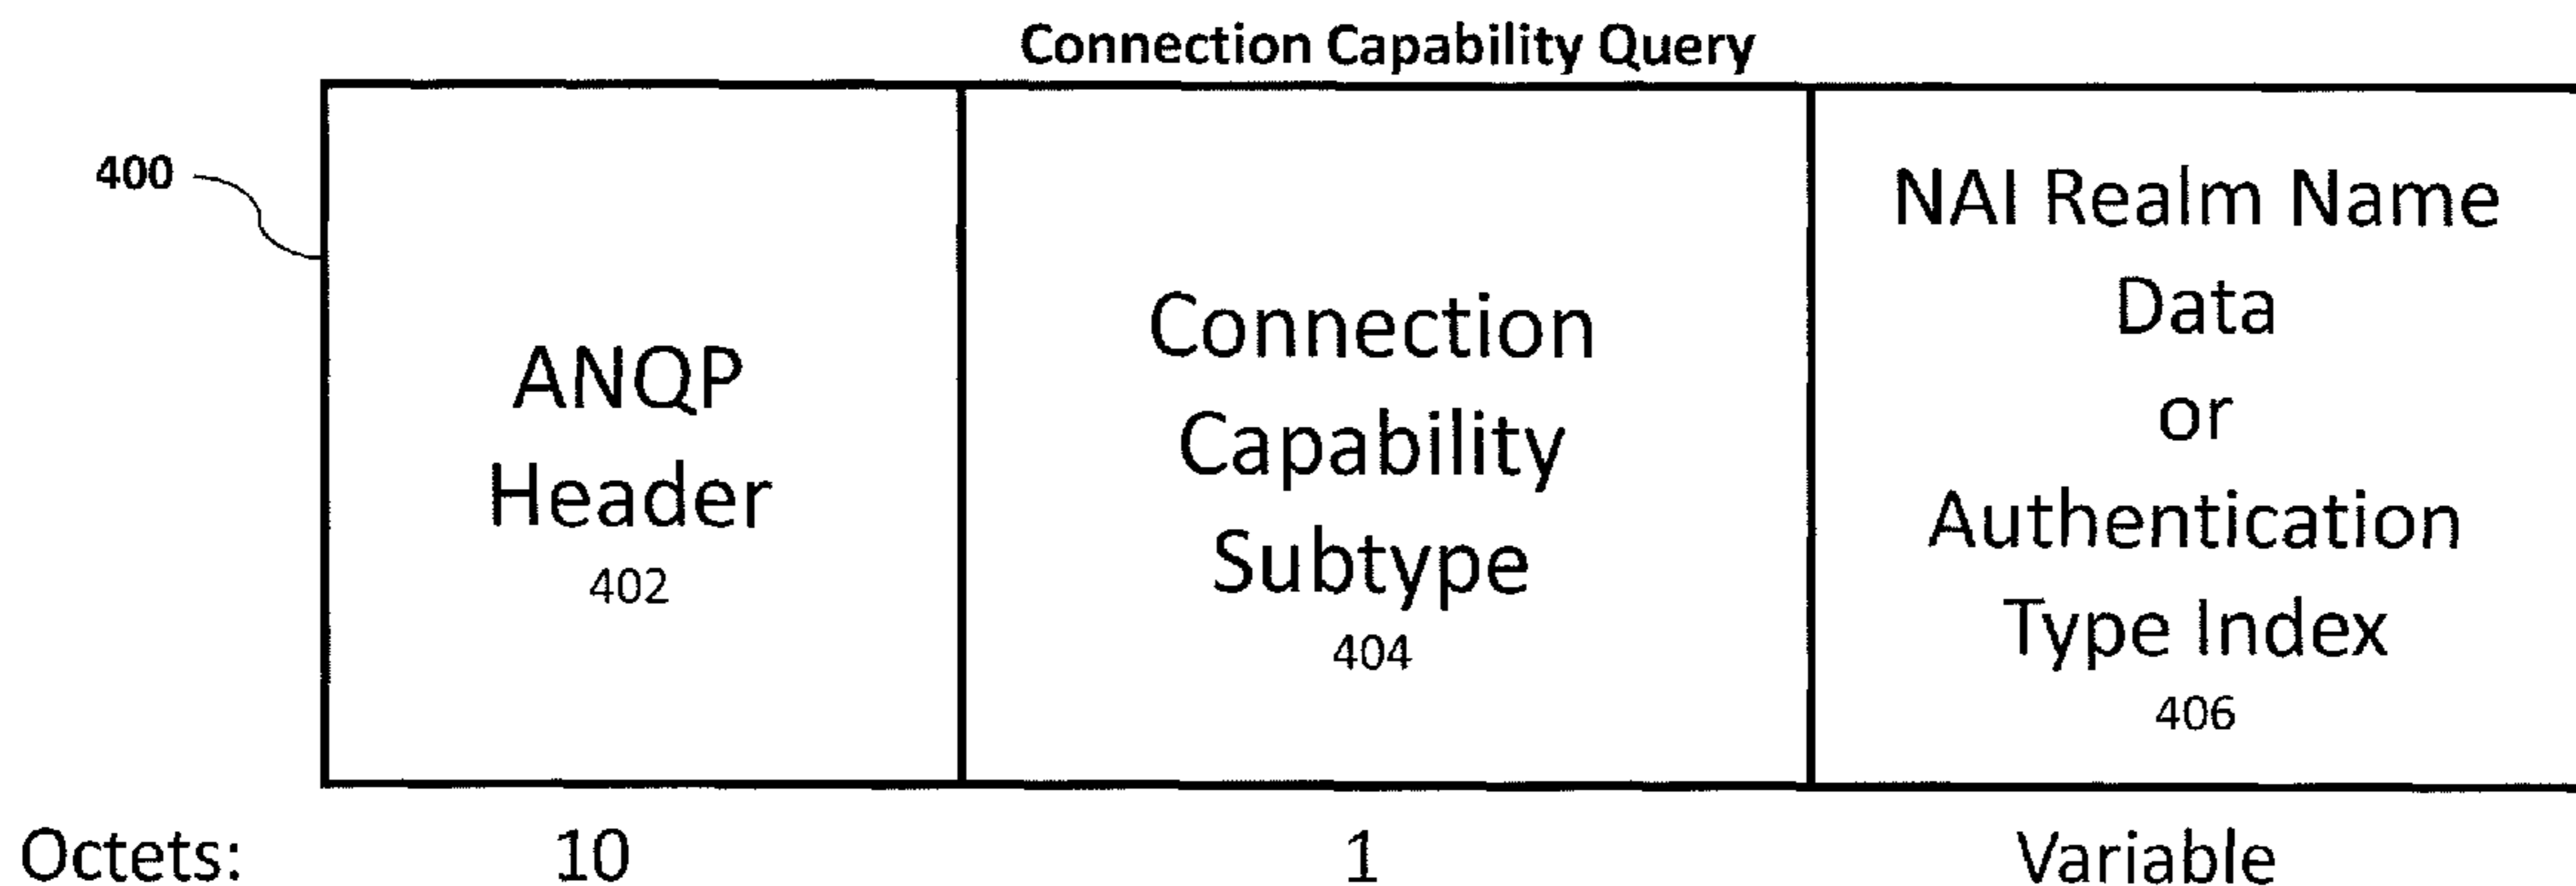 Connection Capability Query
400
ANQP
Header
402
Connection
Capability
Subtype
404
NAI Realm Name
Data
or
Authentication
Type Index
406
Octets: 10 1 Variable